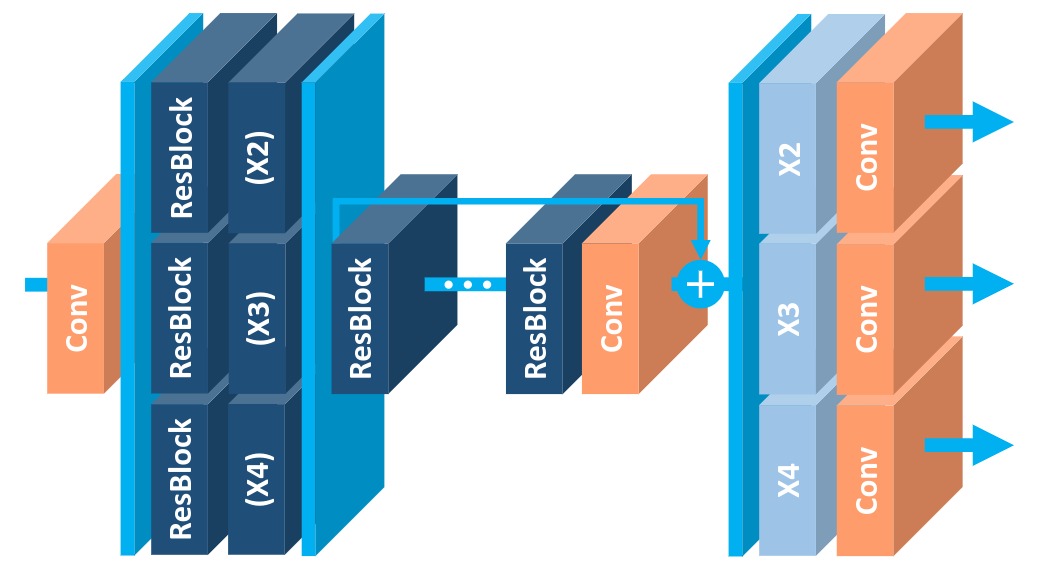 Conv
ResBlock
(X2)
ResBlock
(X3)
ResBlock
(X4)
ResBlock
ResBlock
Conv
+
X2
Conv
X3
Conv
X4
Conv